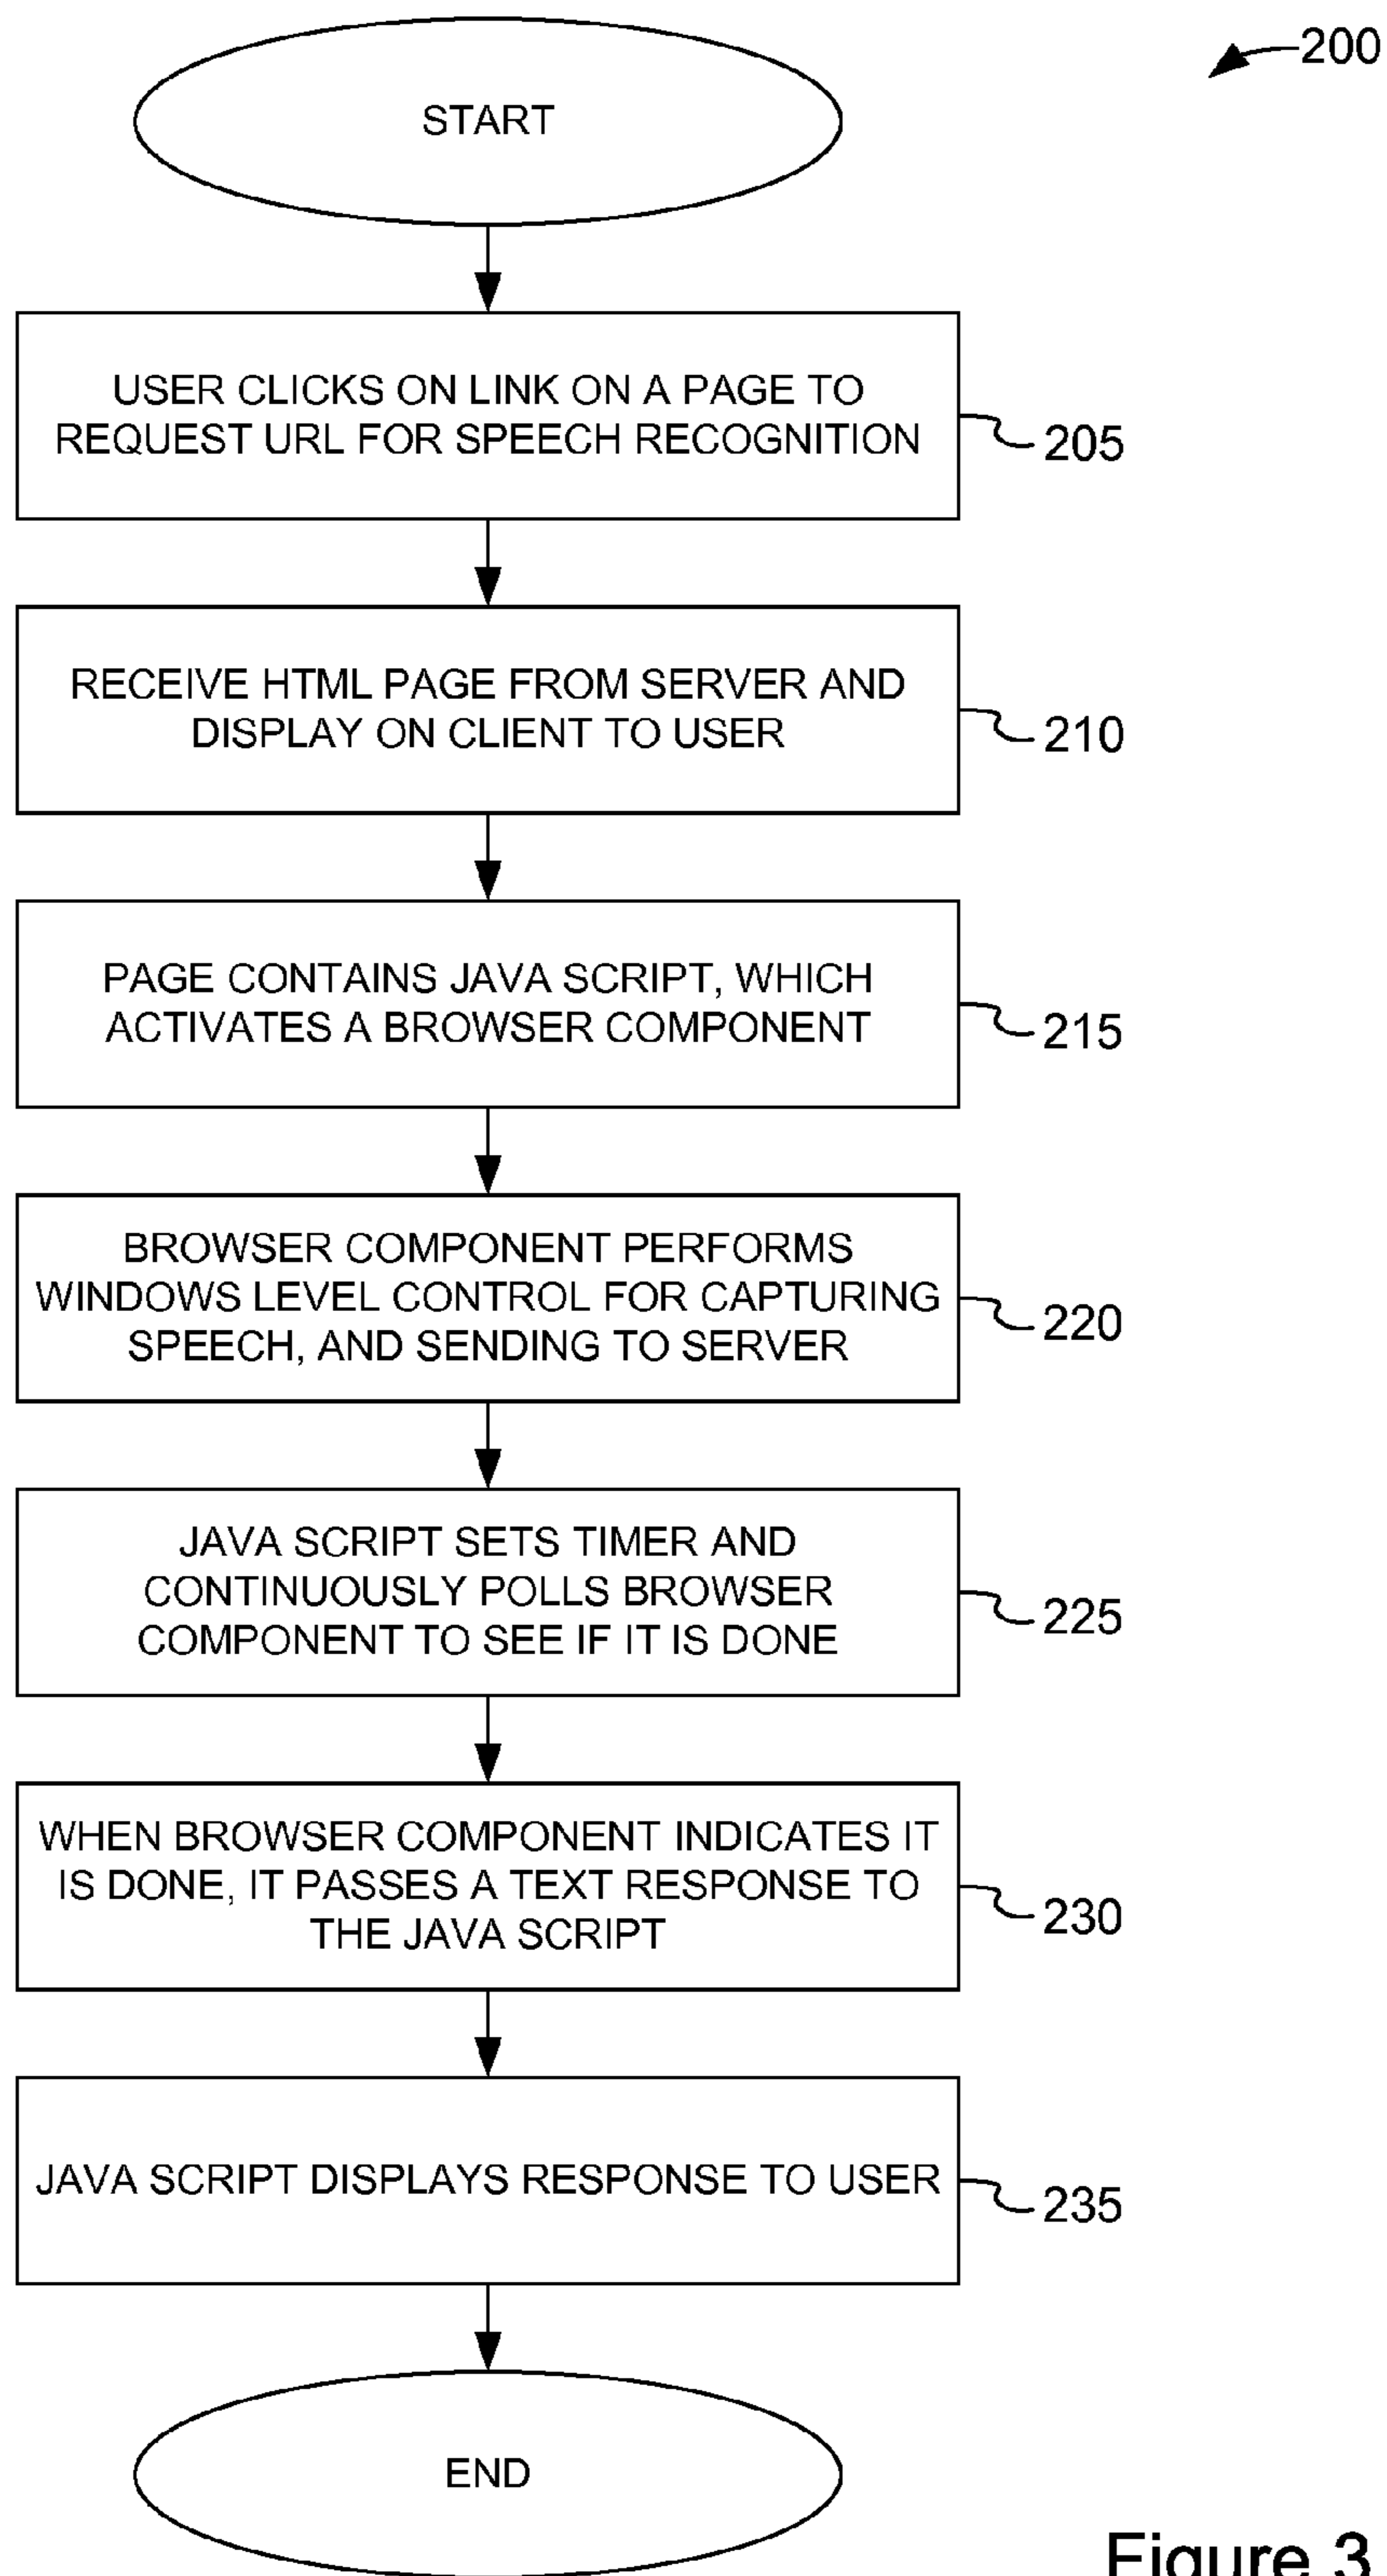 200
START
USER CLICKS ON LINK ON A PAGE TO
REQUEST URL FOR SPEECH RECOGNITION
205
RECEIVE HTML PAGE FROM SERVER AND
DISPLAY ON CLIENT TO USER
210
PAGE CONTAINS JAVA SCRIPT, WHICH
ACTIVATES A BROWSER COMPONENT
215
BROWSER COMPONENT PERFORMS
WINDOWS LEVEL CONTROL FOR CAPTURING
SPEECH, AND SENDING TO SERVER
220
JAVA SCRIPT SETS TIMER AND
CONTINUOUSLY POLLS BROWSER
COMPONENT TO SEE IF IT IS DONE
225
WHEN BROWSER COMPONENT INDICATES IT
IS DONE, IT PASSES A TEXT RESPONSE TO
THE JAVA SCRIPT
230
JAVA SCRIPT DISPLAYS RESPONSE TO USER
235
END
Figure 3